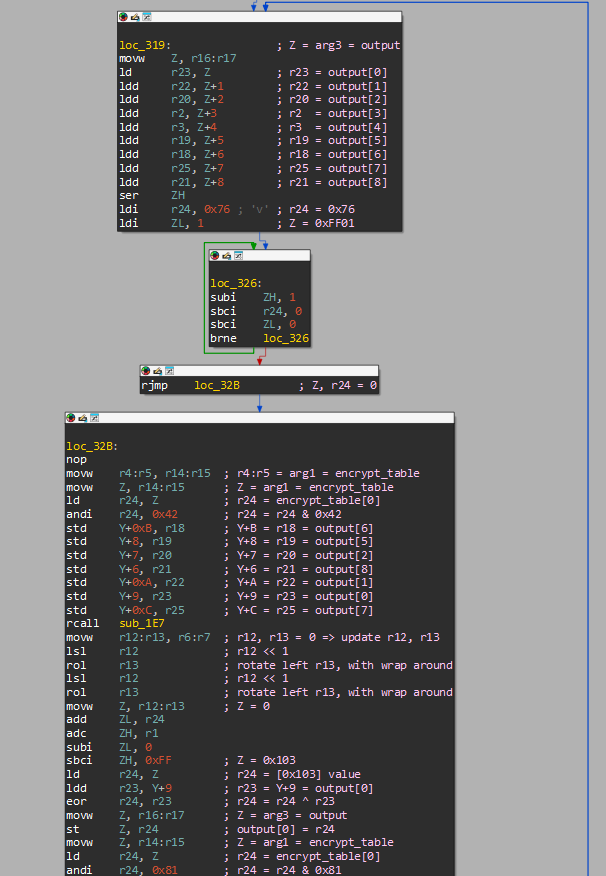 loc_319: ; Z = arg3 = output
movw Z, r16:r17
ld r23, Z ; r23 = output[0]
ldd r22, Z+1 ; r22 = output[1]
ldd r20, Z+2 ; r20 = output[2]
ldd r2, Z+3 ; r2 = output[3]
ldd r3, Z+4 ; r3 = output[4]
ldd r19, Z+5 ; r19 = output[5]
ldd r18, Z+6 ; r18 = output[6]
ldd r25, Z+7 ; r25 = output[7]
ldd r21, Z+8 ; r21 = output[8]
ser ZH
ldi r24, 0x76 ; 'v' ; r24 = 0x76
ldi ZL, 1 ; Z = 0xFF01
loc_326:
subi ZH, 1
sbci r24, 0
sbci ZL, 0
brne loc_326
rjmp loc_32B ; Z, r24 = 0
loc_32B:
nop
movw r4:r5, r14:r15 ; r4:r5 = arg1 = encrypt_table
movw Z, r14:r15 ; Z = arg1 = encrypt_table
ld r24, Z ; r24 = encrypt_table[0]
andi r24, 0x42 ; r24 = r24 & 0x42
std Y+0xB, r18 ; Y+B = r18 = output[6]
std Y+8, r19 ; Y+8 = r19 = output[5]
std Y+7, r20 ; Y+7 = r20 = output[2]
std Y+6, r21 ; Y+6 = r21 = output[8]
std Y+0xA, r22 ; Y+A = r22 = output[1]
std Y+9, r23 ; Y+9 = r23 = output[0]
std Y+0xC, r25 ; Y+C = r25 = output[7]
rcall sub_1E7
movw r12:r13, r6:r7 ; r12, r13 = 0 => update r12, r13
lsl r12 ; r12 << 1
rol r13 ; rotate left r13, with wrap around
lsl r12 ; r12 << 1
rol r13 ; rotate left r13, with wrap around
movw Z, r12:r13 ; Z = 0
add ZL, r24
adc ZH, r1
subi ZL, 0
sbci ZH, 0xFF ; Z = 0x103
ld r24, Z ; r24 = [0x103] value
ldd r23, Y+9 ; r23 = Y+9 = output[0]
eor r24, r23 ; r24 = r24 ^ r23
movw Z, r16:r17 ; Z = arg3 = output
st Z, r24 ; output[0] = r24
movw Z, r14:r15 ; Z = arg1 = encrypt_table
ld r24, Z ; r24 = encrypt_table[0]
andi r24, 0x81 ; r24 = r24 & 0x81